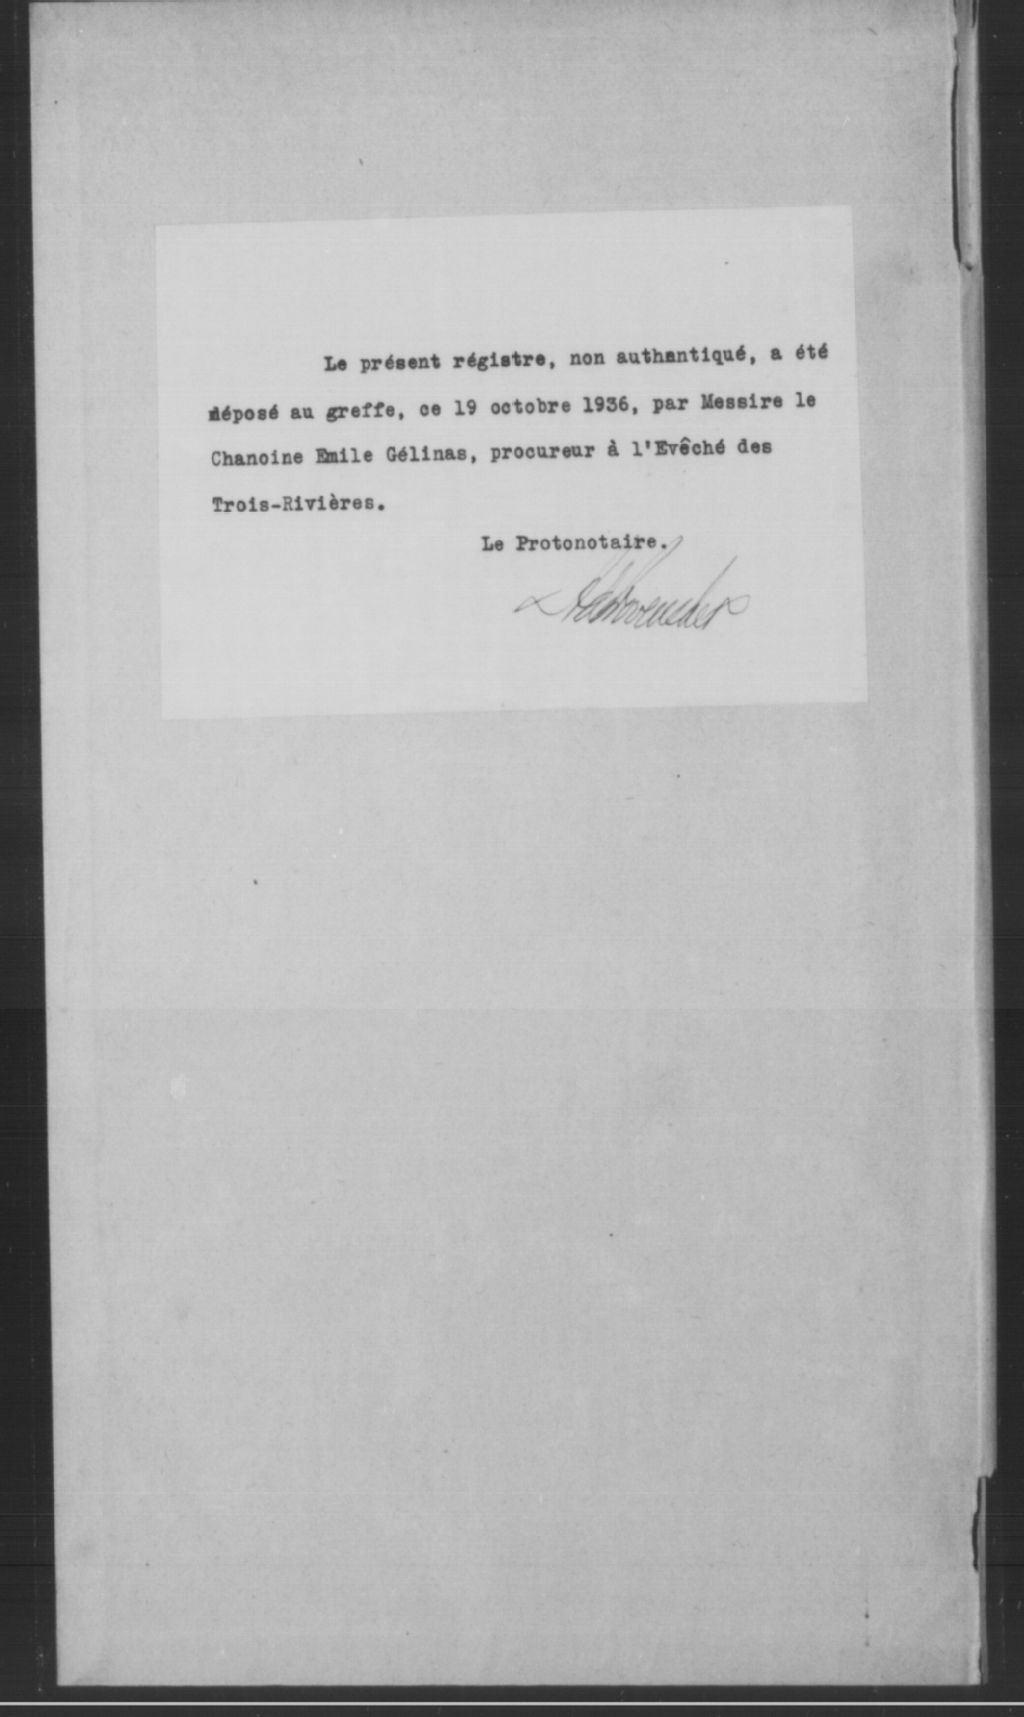 Le présent régistre, non authantiqué, a été
déposé au greffe, ce 19 octobre 1936, par Messire le
Chanoine Emile Gélinas, procureur à l'Evêché des
Trois-Rivières.
Le Protonotaire.